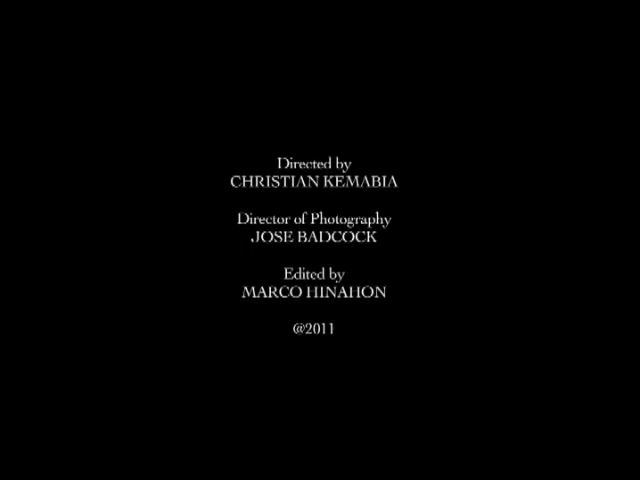 Directed by
CHRISTIAN KEMABIA
Director of Photography
JOSE BADCOCK
Edited by
MARCO HINAHON
@2011